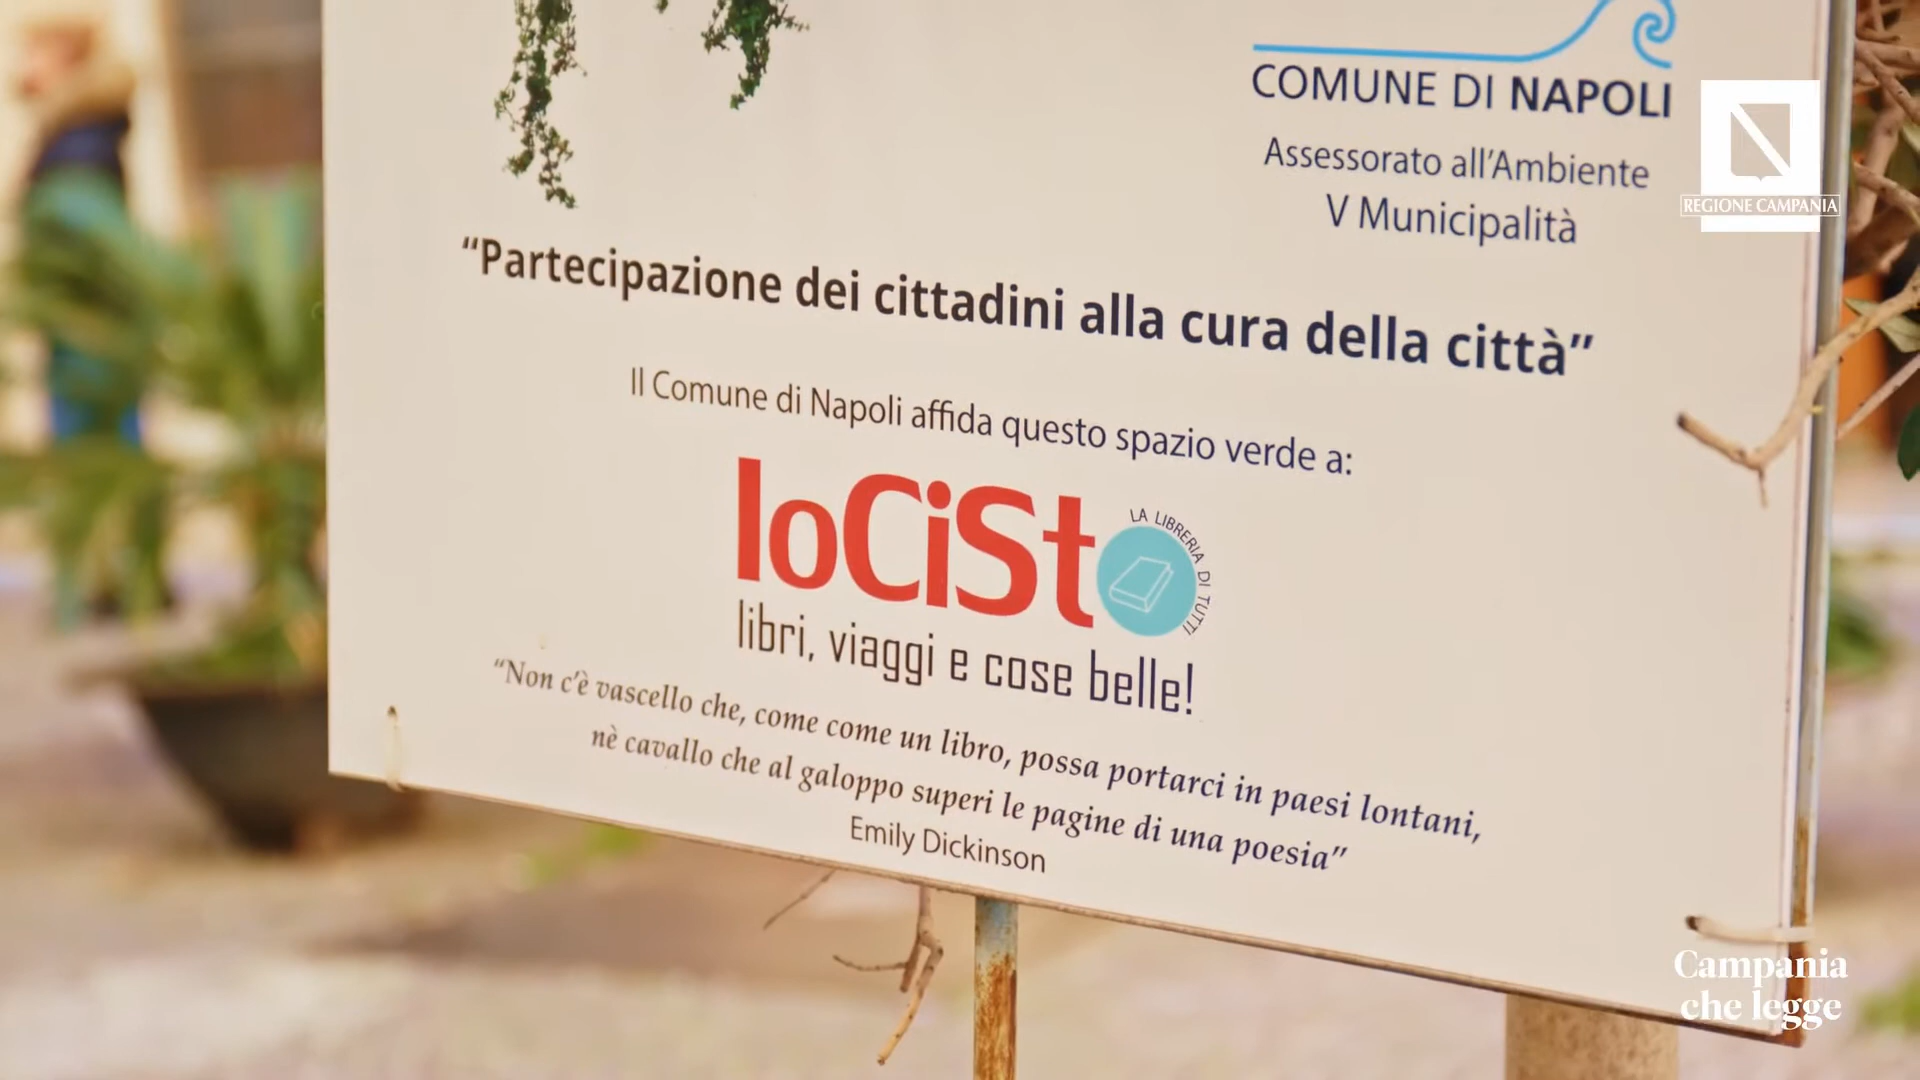 COMUNE DI NAPOLI
Assessorato all'Ambiente
V Municipalità
REGIONE CAMPANIA
“Partecipazione dei cittadini alla cura della città”
Il Comune di Napoli affida questo spazio verde a:
IoCiSto
LA LIBRERIA DI TUTTI
libri, viaggi e cose belle!
“Non c'è vascello che, come come un libro, possa portarci in paesi lontani,
nè cavallo che al galoppo superi le pagine di una poesia”
Emily Dickinson
Campania
che legge